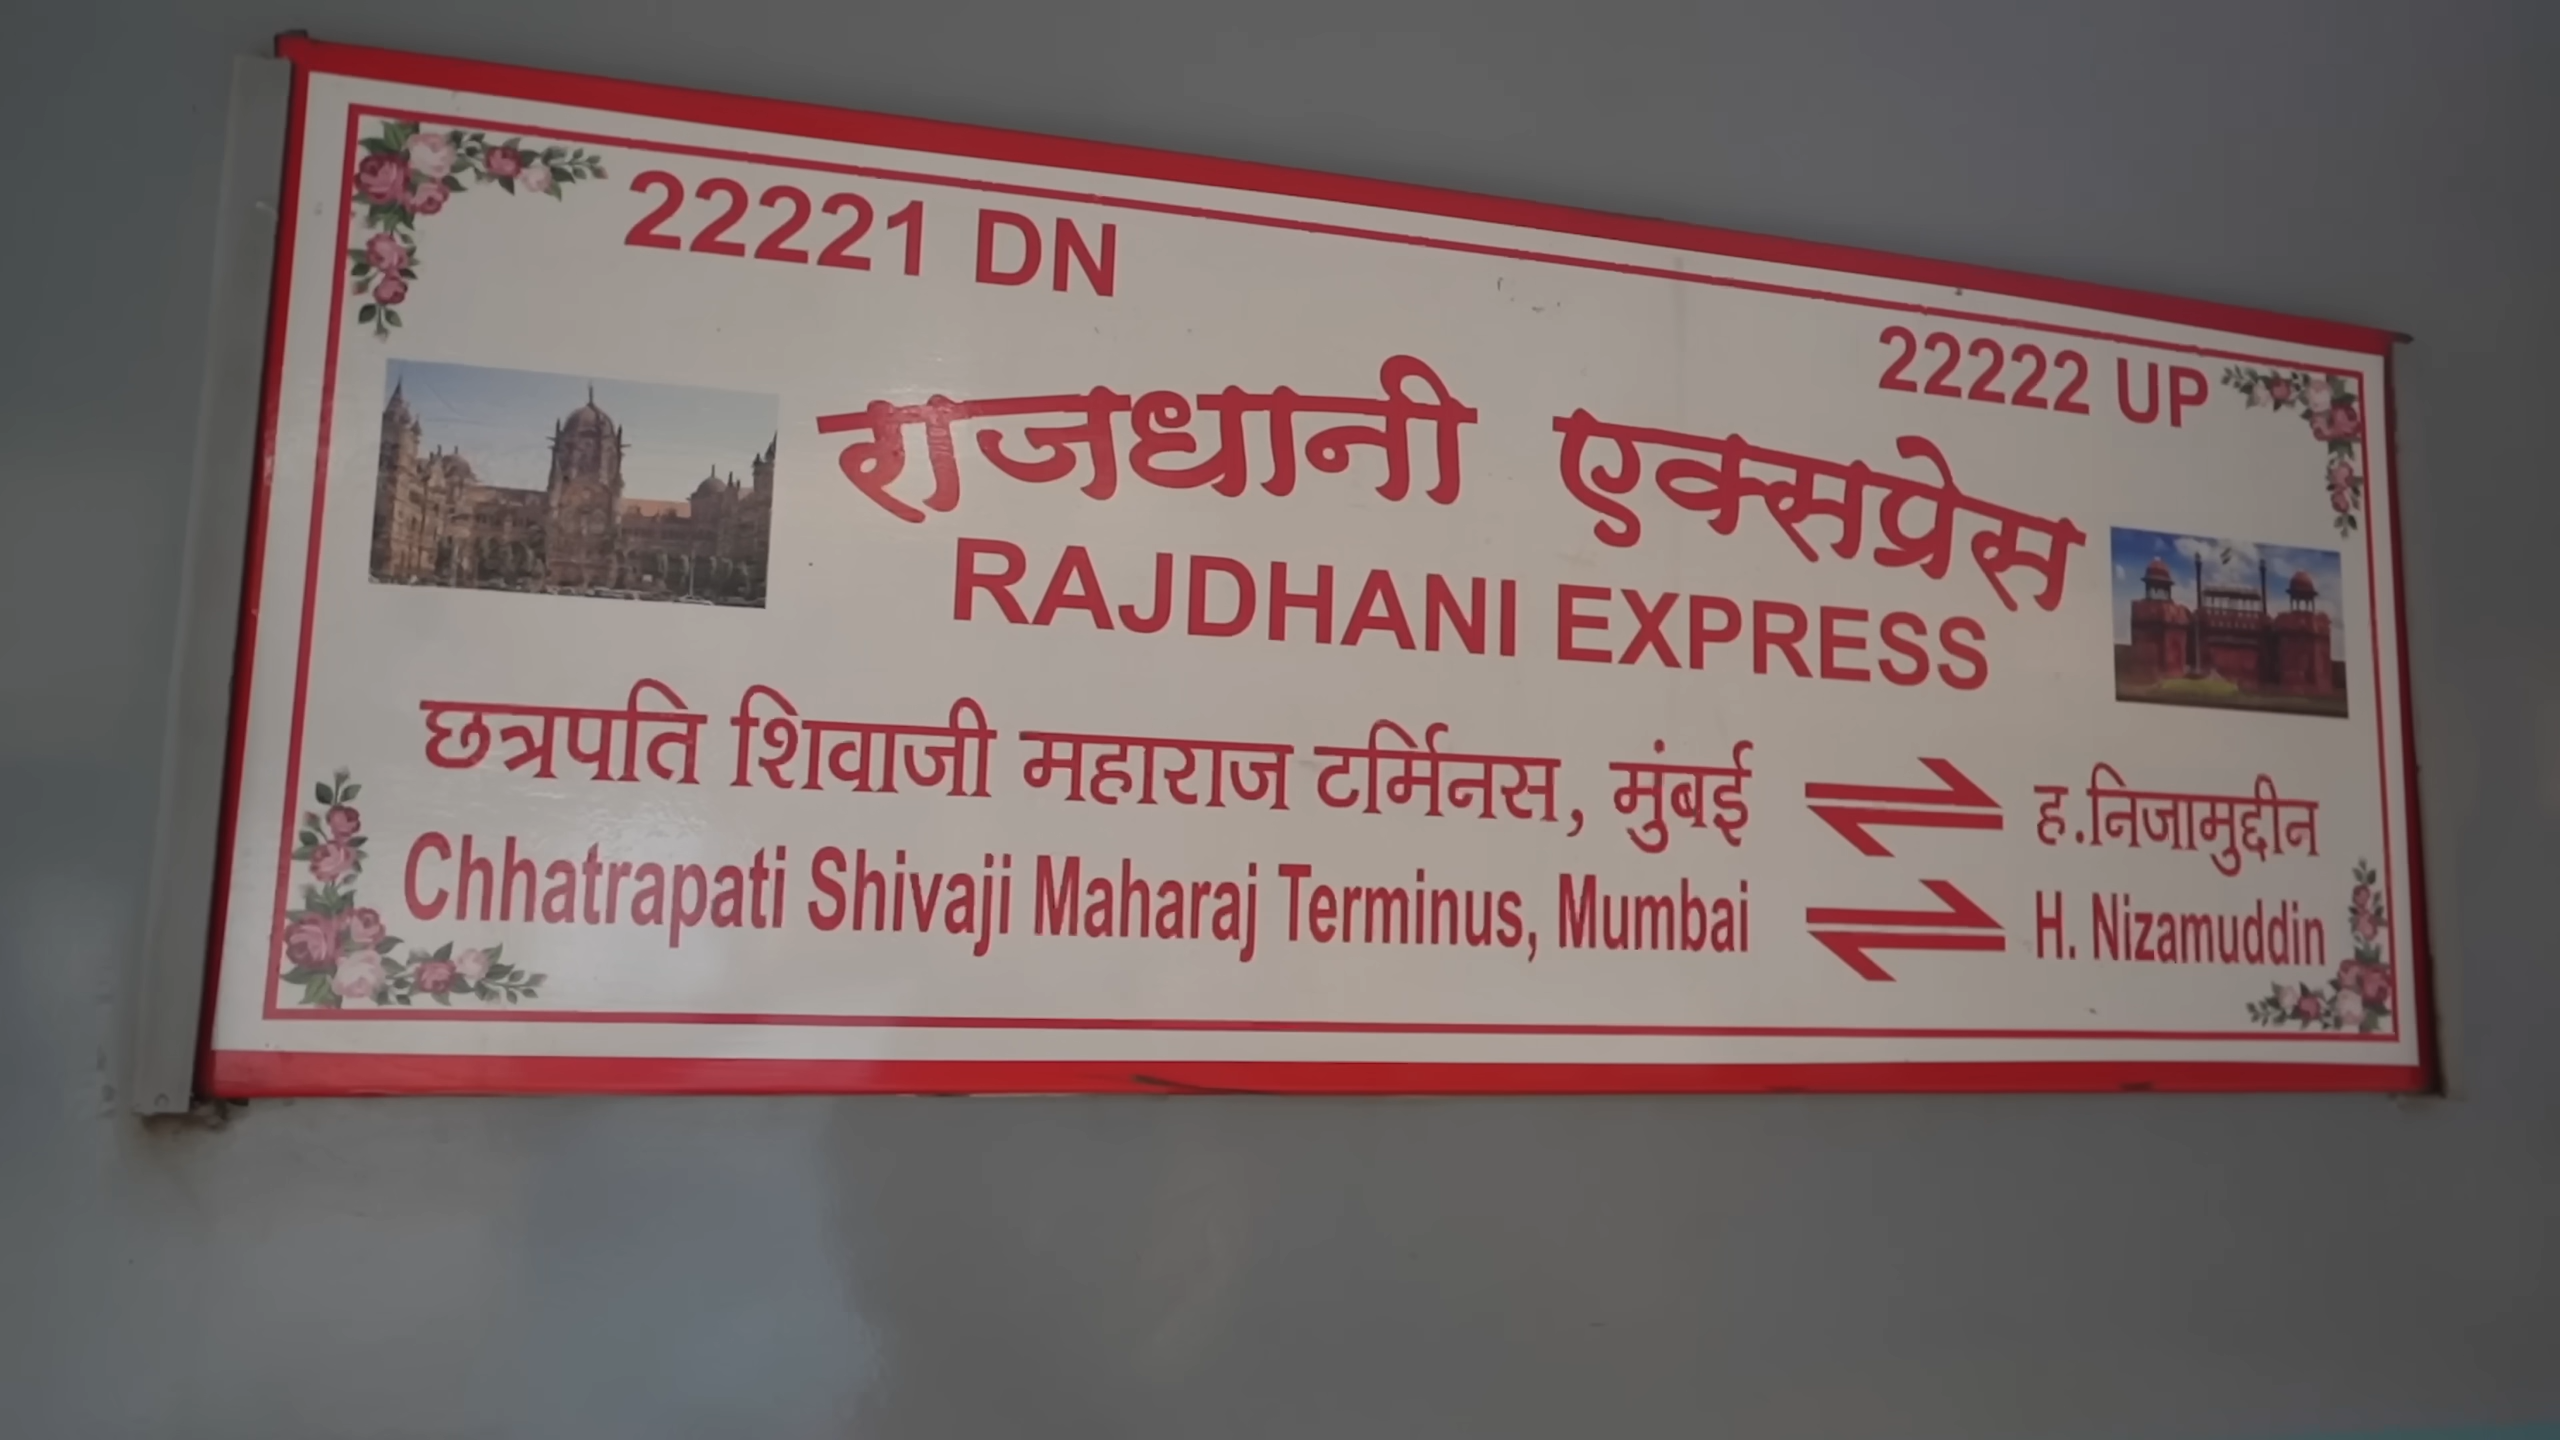 22221 DN
22222 UP
राजधानी एक्सप्रेस
RAJDHANI EXPRESS
छत्रपति शिवाजी महाराज टर्मिनस, मुंबई ⇌ ह.निजामुद्दीन
Chhatrapati Shivaji Maharaj Terminus, Mumbai ⇌ H. Nizamuddin